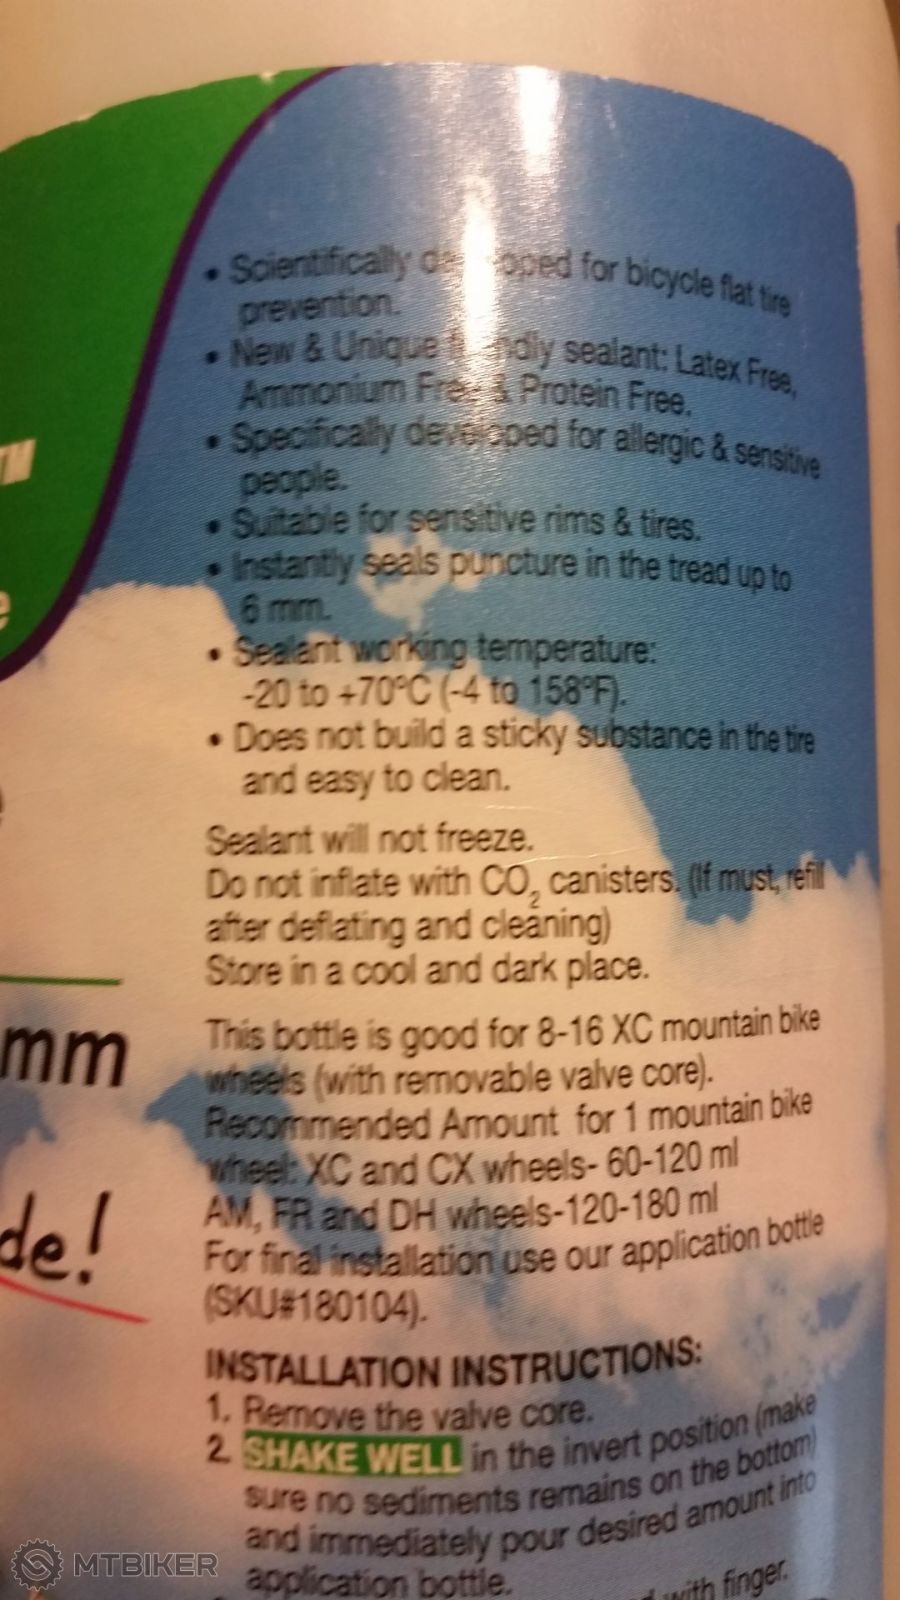 • Scientifically developed for bicycle flat tire
prevention.
• New & Unique friendly sealant: Latex Free,
Ammonium Free & Protein Free.
• Specifically developed for allergic & sensitive
people.
• Suitable for sensitive rims & tires.
• Instantly seals puncture in the tread up to
6 mm.
• Sealant working temperature:
-20 to +70°C (-4 to 158°F).
• Does not build a sticky substance in the tire
and easy to clean.
Sealant will not freeze.
Do not inflate with CO₂ canisters. (If must, refill
after deflating and cleaning)
Store in a cool and dark place.
This bottle is good for 8-16 XC mountain bike
wheels (with removable valve core).
Recommended Amount for 1 mountain bike
wheel: XC and CX wheels- 60-120 ml
AM, FR and DH wheels-120-180 ml
For final installation use our application bottle
(SKU#180104).
INSTALLATION INSTRUCTIONS:
1. Remove the valve core.
2. SHAKE WELL in the invert position (make
sure no sediments remains on the bottom)
and immediately pour desired amount into
application bottle.
with finger.
TM
e
mm
de!
MTBIKER